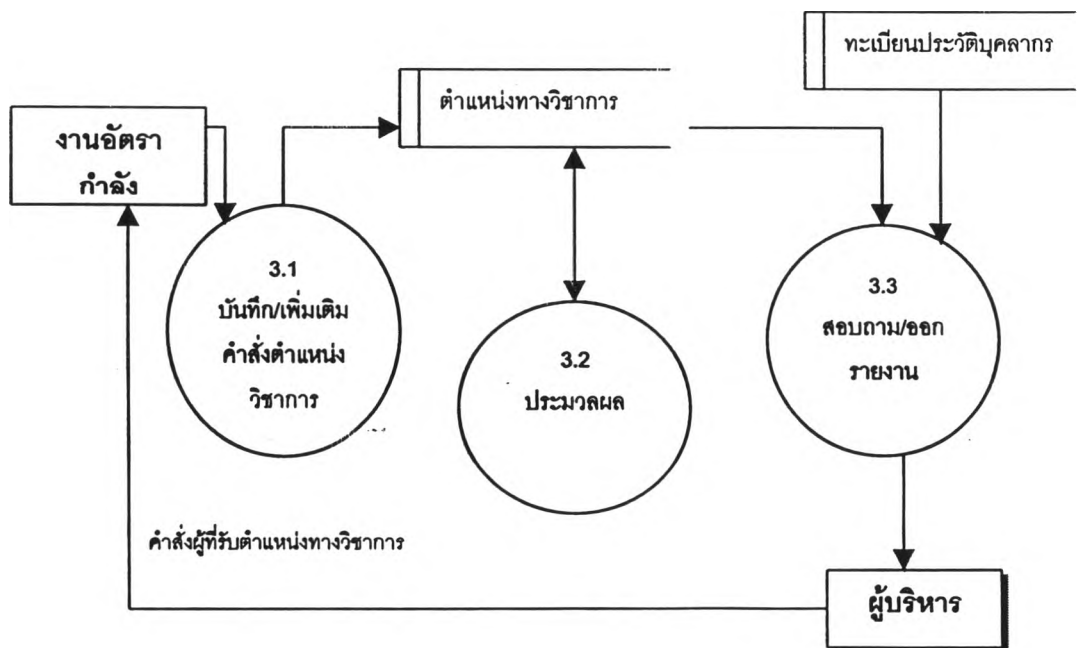 ทะเบียนประวัติบุคลากร
ตำแหน่งทางวิชาการ
งานอัตรา
กำลัง
3.1
บันทึก/เพิ่มเติม
คำสั่งตำแหน่ง
วิชาการ
3.2
ประมวลผล
3.3
สอบถาม/ออก
รายงาน
คำสั่งผู้ที่รับตำแหน่งทางวิชาการ
ผู้บริหาร